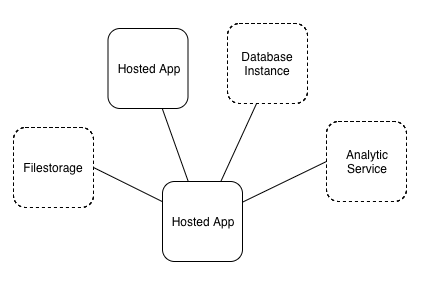 Hosted App
Database
Instance
Filestorage
Analytic
Service
Hosted App